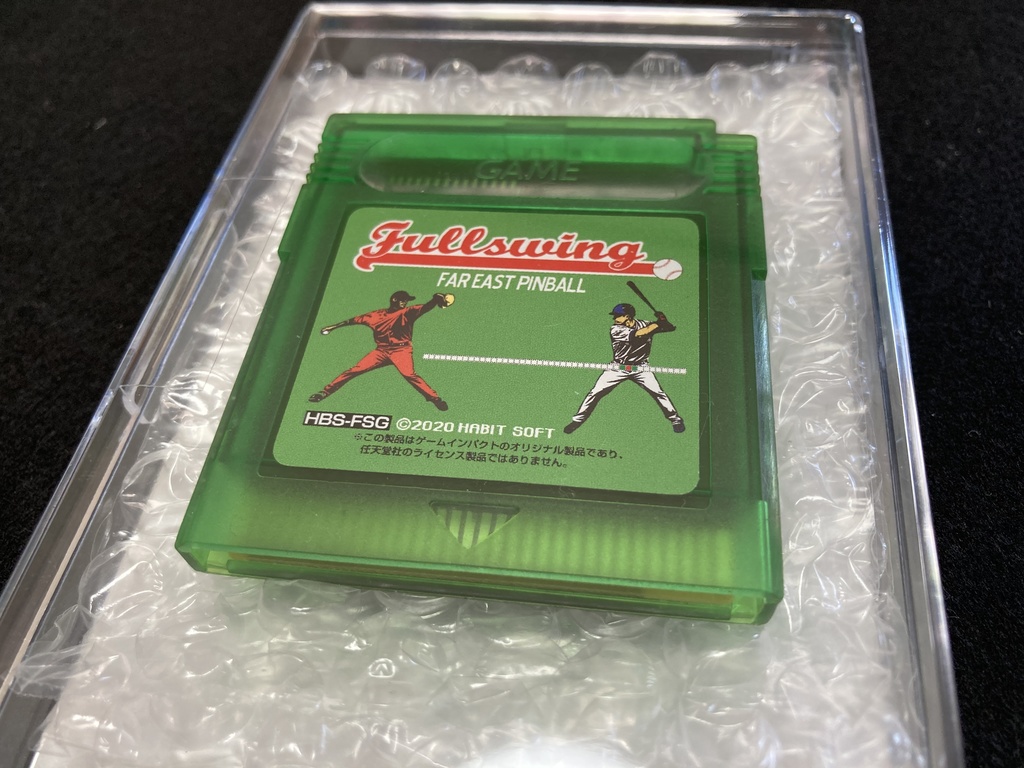 GAME
Fullswing
FAR EAST PINBALL
HBS-FSG ©2020 HABIT SOFT
※この製品はゲームインパクトのオリジナル製品であり、
任天堂社のライセンス製品ではありません。